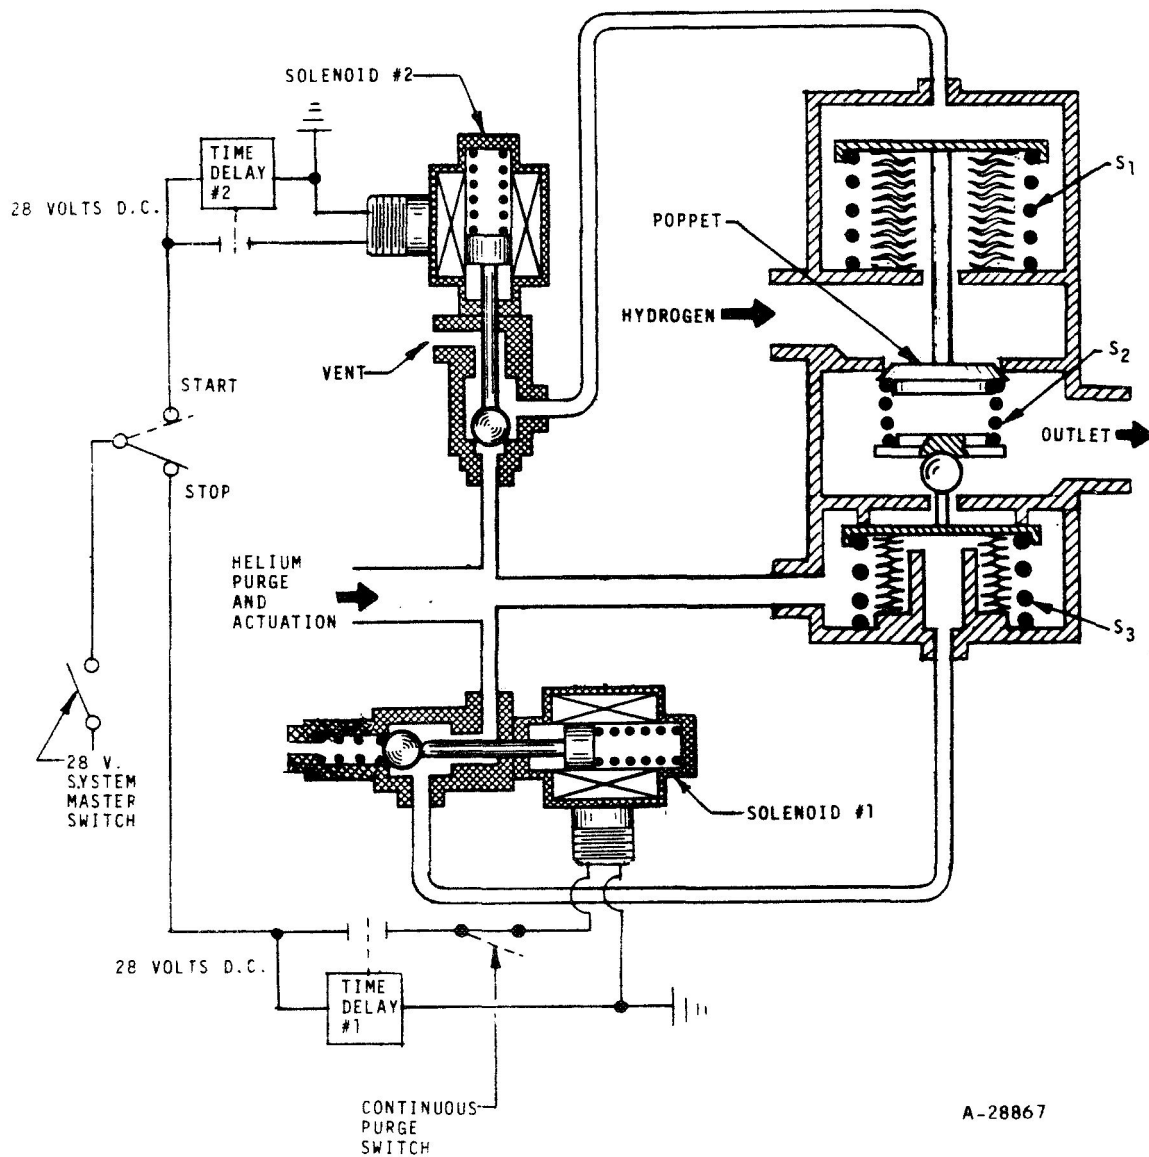 SOLENOID #2
TIME
DELAY
#2
28 VOLTS D.C.
S1
POPPET
HYDROGEN
VENT
S2
START
OUTLET
STOP
HELIUM
PURGE
AND
ACTUATION
S3
28 V.
SYSTEM
MASTER
SWITCH
SOLENOID #1
28 VOLTS D.C.
TIME
DELAY
#1
CONTINUOUS
PURGE
SWITCH
A-28867